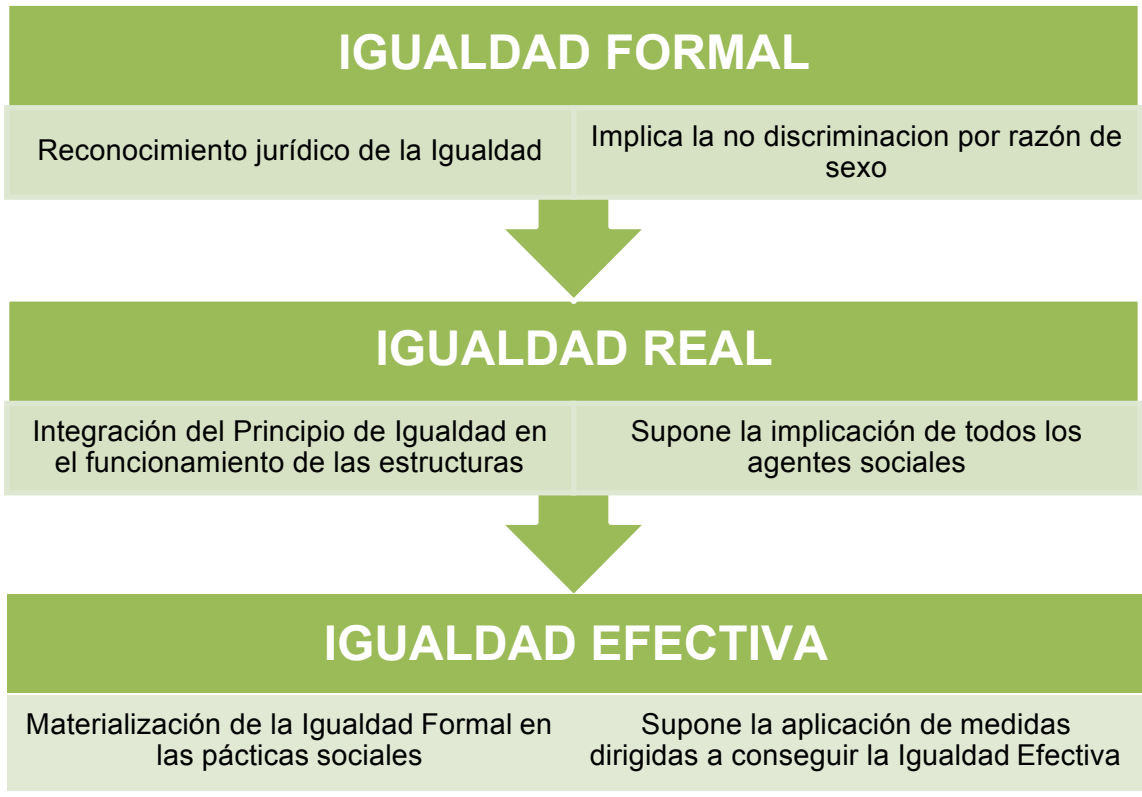 IGUALDAD FORMAL
Reconocimiento jurídico de la Igualdad
Implica la no discriminacion por razón de
sexo
IGUALDAD REAL
Integración del Principio de Igualdad en
el funcionamiento de las estructuras
Supone la implicación de todos los
agentes sociales
IGUALDAD EFECTIVA
Materialización de la Igualdad Formal en
las pácticas sociales
Supone la aplicación de medidas
dirigidas a conseguir la Igualdad Efectiva